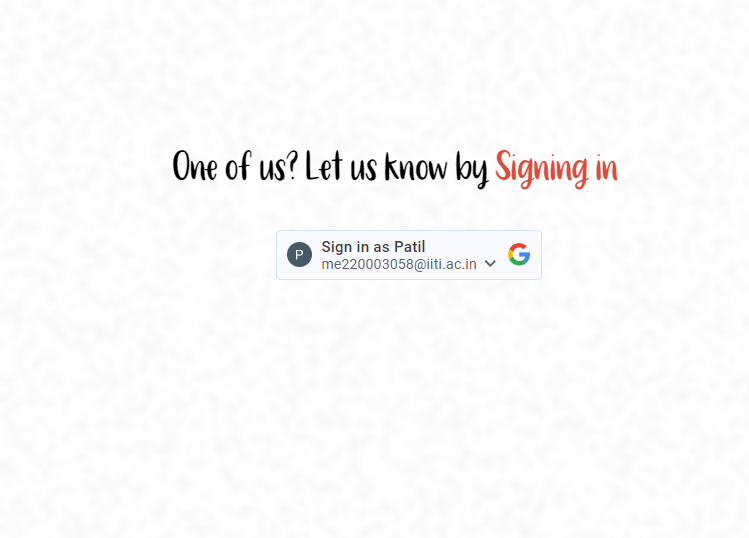 One of us? Let us know by Signing in
P
Sign in as Patil
me220003058@iiti.ac.in